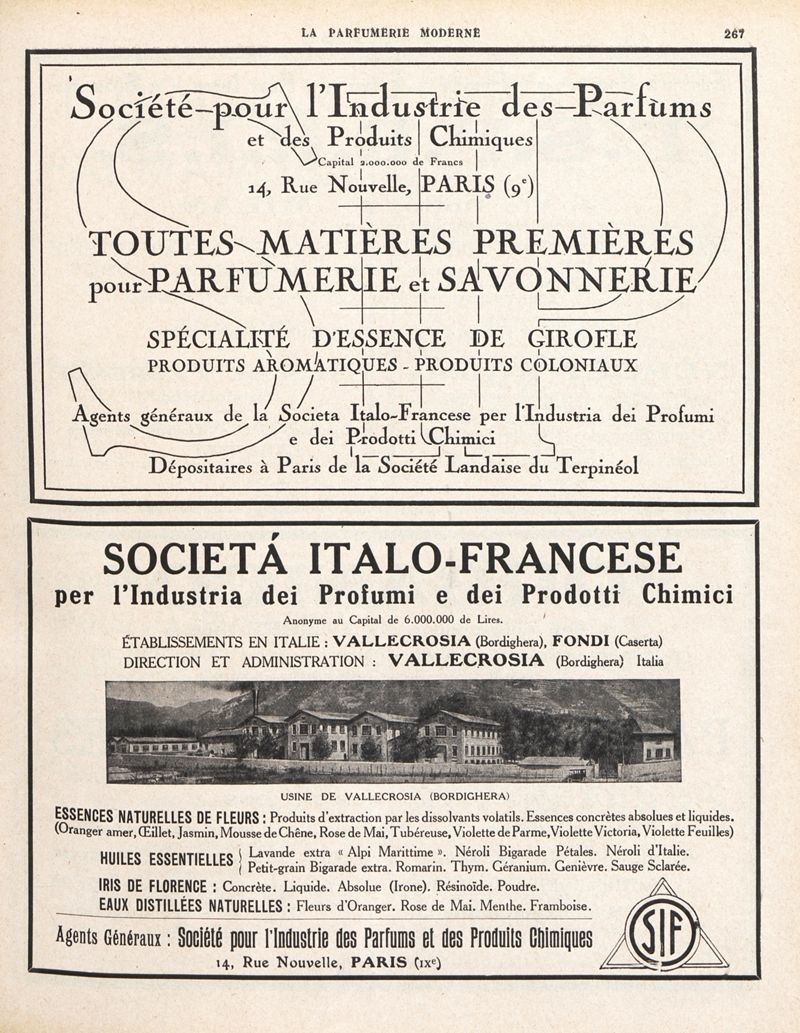 LA PARFUMERIE MODERNE 267
Société pour l'Industrie des Parfums
et des Produits Chimiques
Capital 2.000.000 de Francs
14, Rue Nouvelle, PARIS (9e)
TOUTES MATIÈRES PREMIÈRES
pour PARFUMERIE et SAVONNERIE
SPÉCIALITÉ D'ESSENCE DE GIROFLE
PRODUITS AROMATIQUES - PRODUITS COLONIAUX
Agents généraux de la Societa Italo-Francese per l'Industria dei Profumi
e dei Prodotti Chimici
Dépositaires à Paris de la Société Landaise du Terpinéol
SOCIETÁ ITALO-FRANCESE
per l'Industria dei Profumi e dei Prodotti Chimici
Anonyme au Capital de 6.000.000 de Lires.
ÉTABLISSEMENTS EN ITALIE : VALLECROSIA (Bordighera), FONDI (Caserta)
DIRECTION ET ADMINISTRATION : VALLECROSIA (Bordighera) Italia
USINE DE VALLECROSIA (BORDIGHERA)
ESSENCES NATURELLES DE FLEURS : Produits d'extraction par les dissolvants volatils. Essences concrètes absolues et liquides.
(Oranger amer, Œillet, Jasmin, Mousse de Chêne, Rose de Mai, Tubéreuse, Violette de Parme, Violette Victoria, Violette Feuilles)
HUILES ESSENTIELLES { Lavande extra « Alpi Marittime ». Néroli Bigarade Pétales. Néroli d'Italie.
Petit-grain Bigarade extra. Romarin. Thym. Géranium. Genièvre. Sauge Sclarée.
IRIS DE FLORENCE : Concrète. Liquide. Absolue (Irone). Résinoïde. Poudre.
EAUX DISTILLÉES NATURELLES : Fleurs d'Oranger. Rose de Mai. Menthe. Framboise.
Agents Généraux : Société pour l'Industrie des Parfums et des Produits Chimiques
14, Rue Nouvelle, PARIS (IXe)
SIF